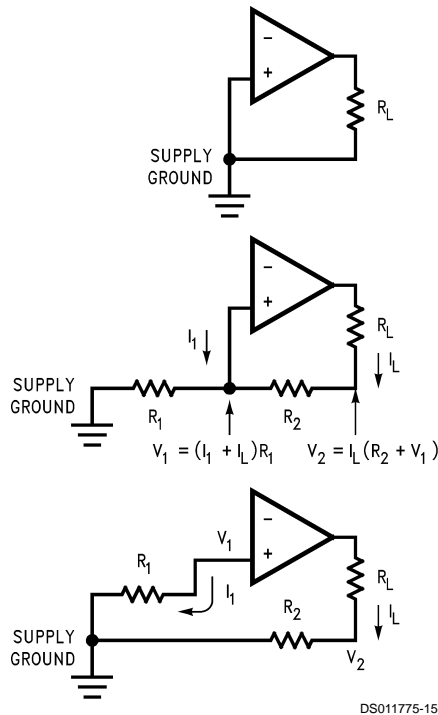 −
+
R_L
SUPPLY
GROUND
−
+
I_1
R_L
I_L
SUPPLY
GROUND
R_1
R_2
V_1 = (I_1 + I_L)R_1
V_2 = I_L(R_2 + V_1)
−
+
V_1
R_1
I_1
R_L
R_2
I_L
SUPPLY
GROUND
V_2
DS011775-15